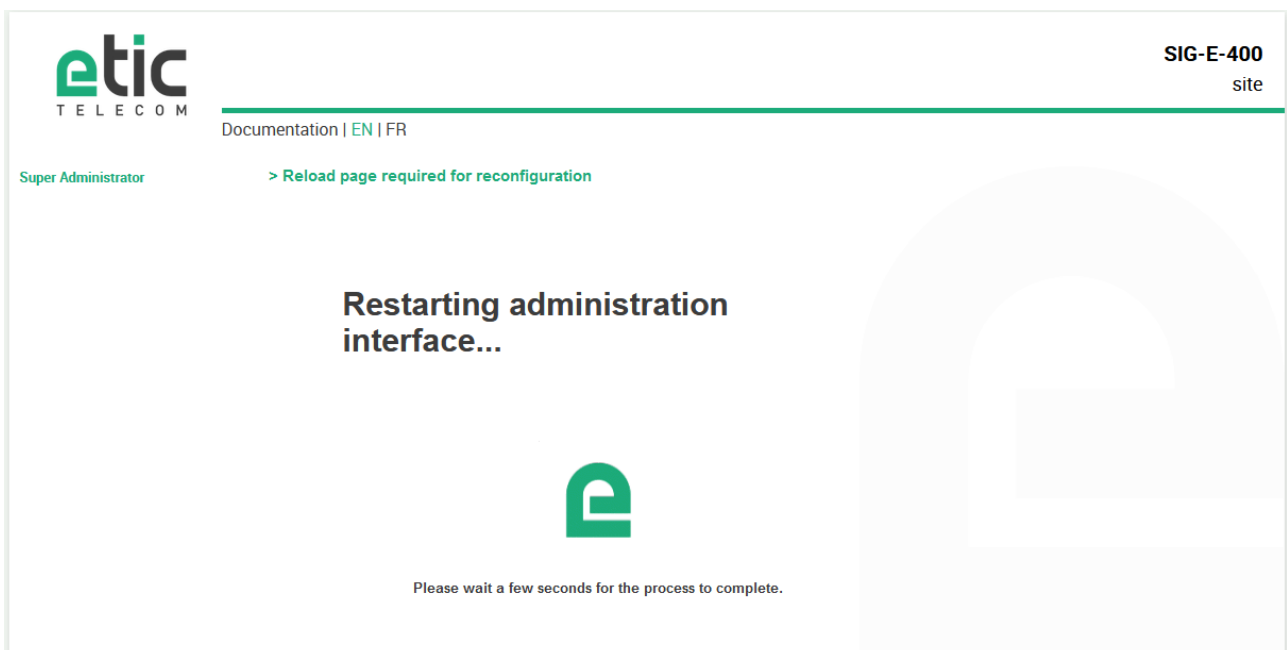 etic
TELECOM
SIG-E-400
site
Documentation | EN | FR
Super Administrator
> Reload page required for reconfiguration
Restarting administration
interface...
Please wait a few seconds for the process to complete.